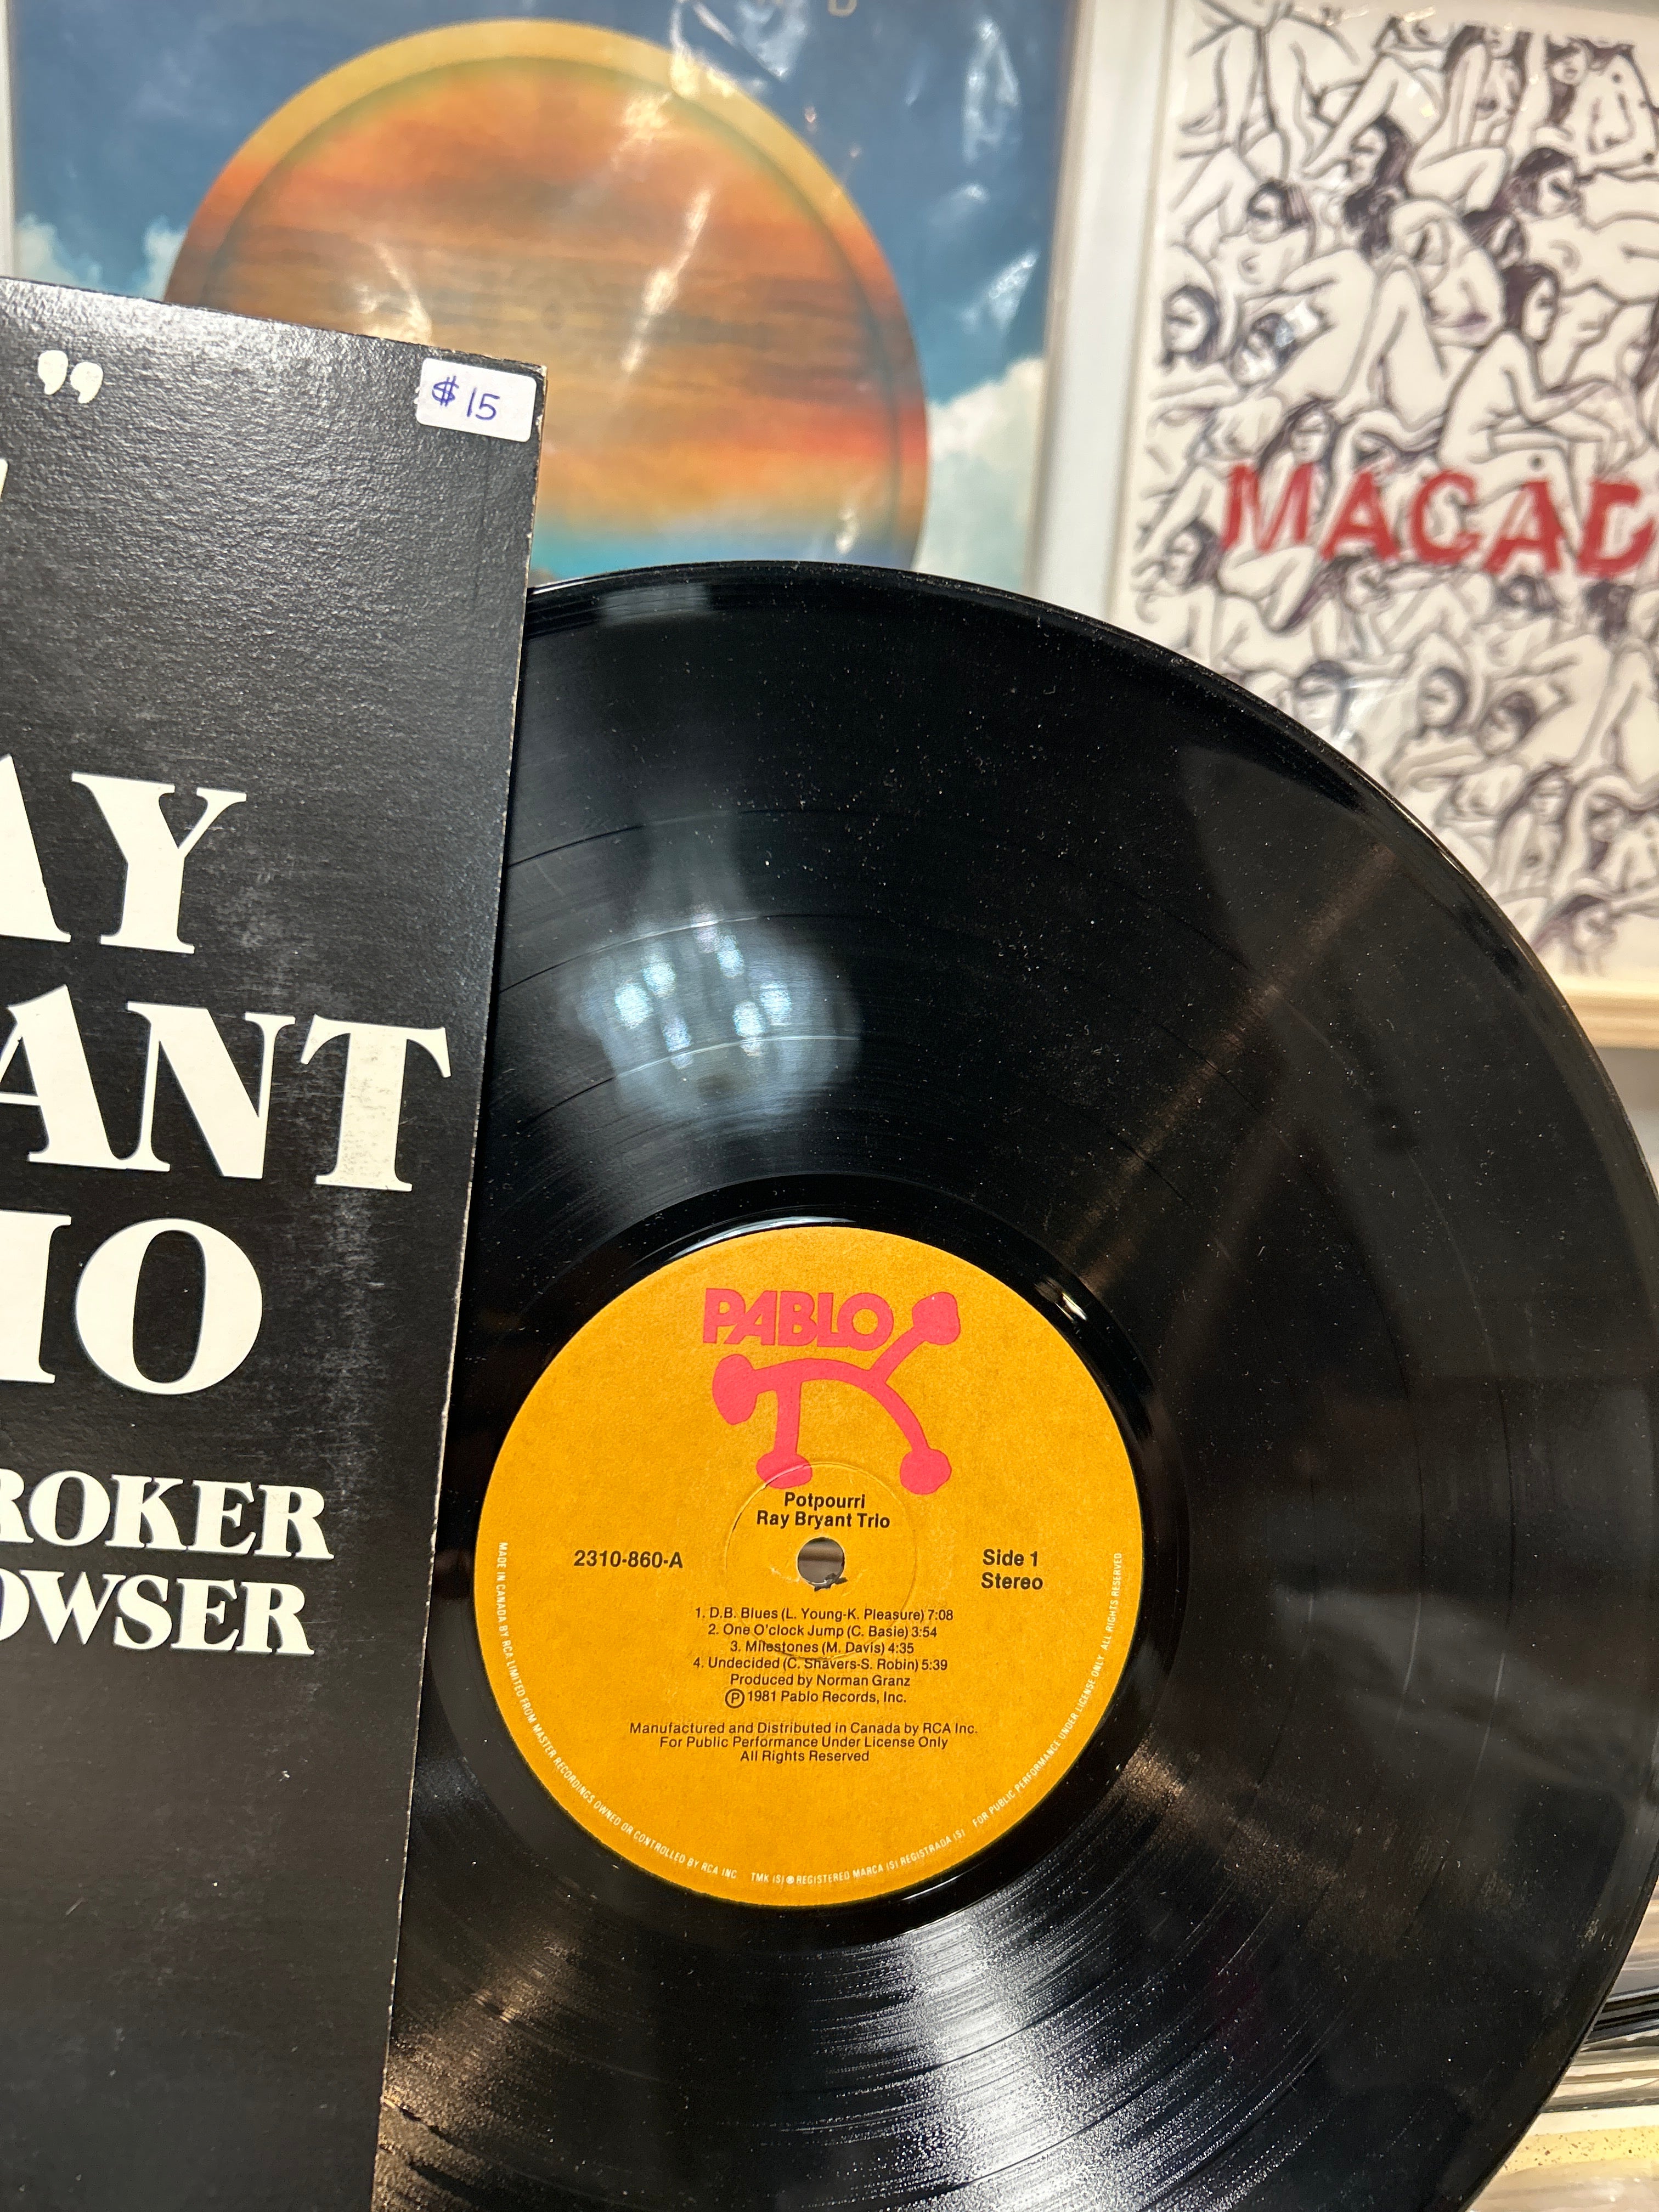 ”
$15
AY
ANT
IO
ROKER
OWSER
MACAD
PABLO
Potpourri
Ray Bryant Trio
2310-860-A
Side 1
Stereo
1. D.B. Blues (L. Young-K. Pleasure) 7:08
2. One O'clock Jump (C. Basie) 3:54
3. Milestones (M. Davis) 4:35
4. Undecided (C. Shavers-S. Robin) 5:39
Produced by Norman Granz
Ⓟ 1981 Pablo Records, Inc.
Manufactured and Distributed in Canada by RCA Inc.
For Public Performance Under License Only
All Rights Reserved
MADE IN CANADA BY RCA LIMITED FROM MASTER RECORDINGS OWNED OR CONTROLLED BY RCA INC TMK (S) ® REGISTERED MARCA (S) REGISTRADA (S) FOR PUBLIC PERFORMANCE UNDER LICENSE ONLY ALL RIGHTS RESERVED